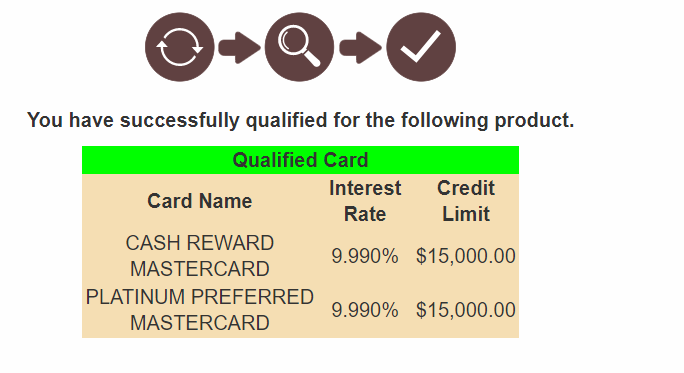 You have successfully qualified for the following product.
Qualified Card
Card Name Interest Rate Credit Limit
CASH REWARD MASTERCARD 9.990% $15,000.00
PLATINUM PREFERRED MASTERCARD 9.990% $15,000.00